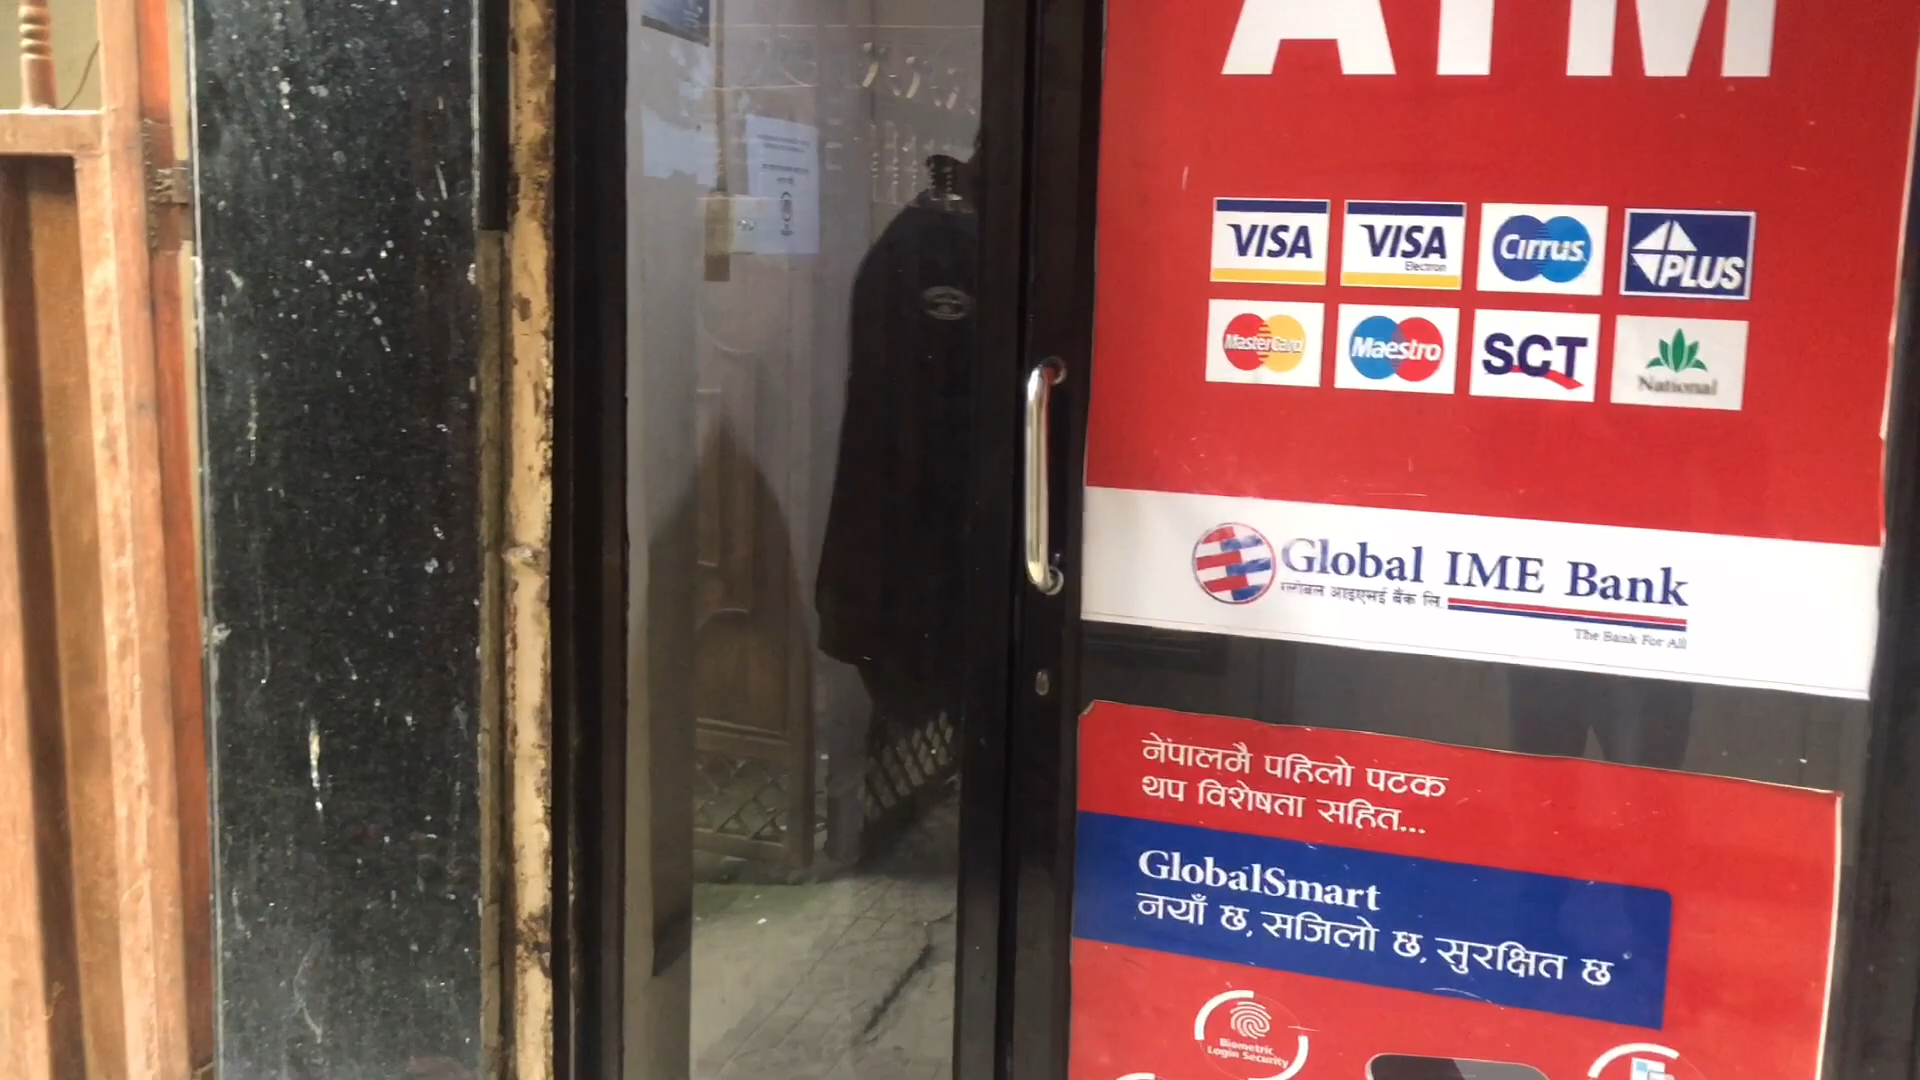 ATM
VISA
VISA
Electron
Cirrus
PLUS
MasterCard
Maestro
SCT
National
Global IME Bank
ग्लोबल आइएमई बैंक लि.
The Bank For All
नेपालमै पहिलो पटक
थप विशेषता सहित...
GlobalSmart
नयाँ छ, सजिलो छ, सुरक्षित छ
Biometric
Login Security